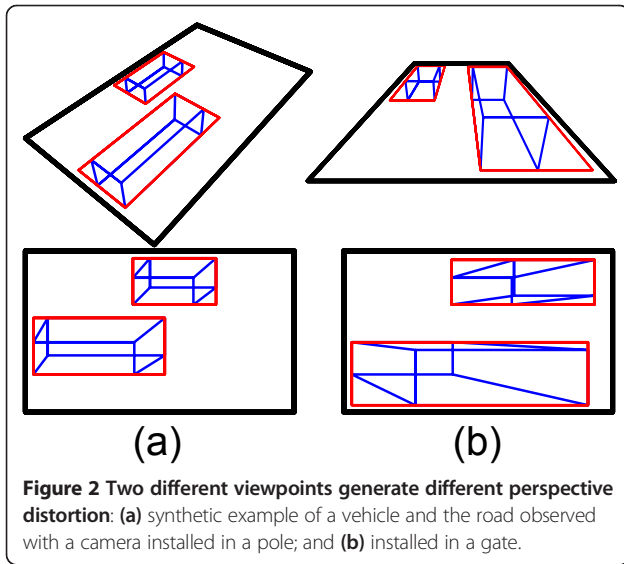 (a)
(b)
Figure 2 Two different viewpoints generate different perspective
distortion: (a) synthetic example of a vehicle and the road observed
with a camera installed in a pole; and (b) installed in a gate.